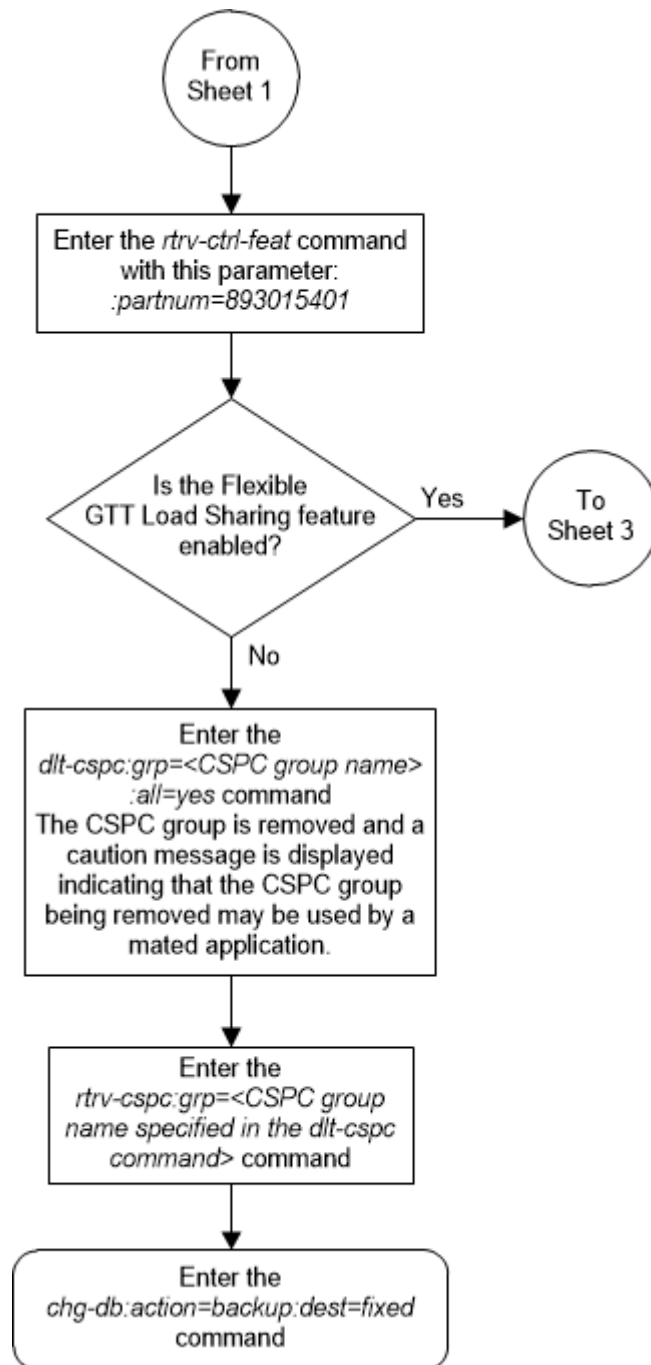 From
Sheet 1
Enter the rtrv-ctrl-feat command
with this parameter:
:partnum=893015401
Is the Flexible
GTT Load Sharing feature
enabled?
Yes
To
Sheet 3
No
Enter the
dlt-cspc:grp=<CSPC group name>
:all=yes command
The CSPC group is removed and a
caution message is displayed
indicating that the CSPC group
being removed may be used by a
mated application.
Enter the
rtrv-cspc:grp=<CSPC group
name specified in the dlt-cspc
command> command
Enter the
chg-db:action=backup:dest=fixed
command